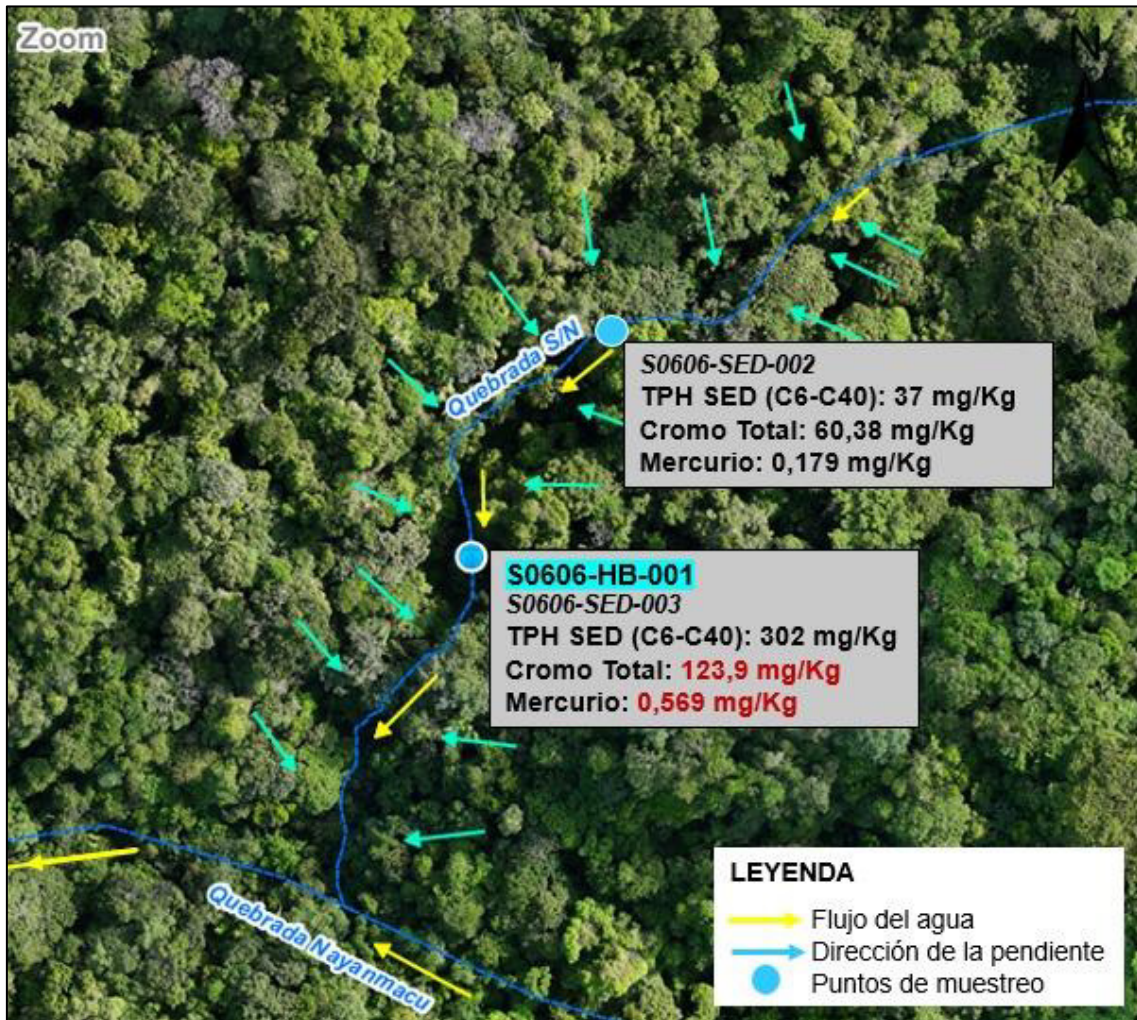 Zoom
N
Quebrada S/N
S0606-SED-002
TPH SED (C6-C40): 37 mg/Kg
Cromo Total: 60,38 mg/Kg
Mercurio: 0,179 mg/Kg
S0606-HB-001
S0606-SED-003
TPH SED (C6-C40): 302 mg/Kg
Cromo Total: 123,9 mg/Kg
Mercurio: 0,569 mg/Kg
Quebrada Nayanmacu
LEYENDA
Flujo del agua
Dirección de la pendiente
Puntos de muestreo